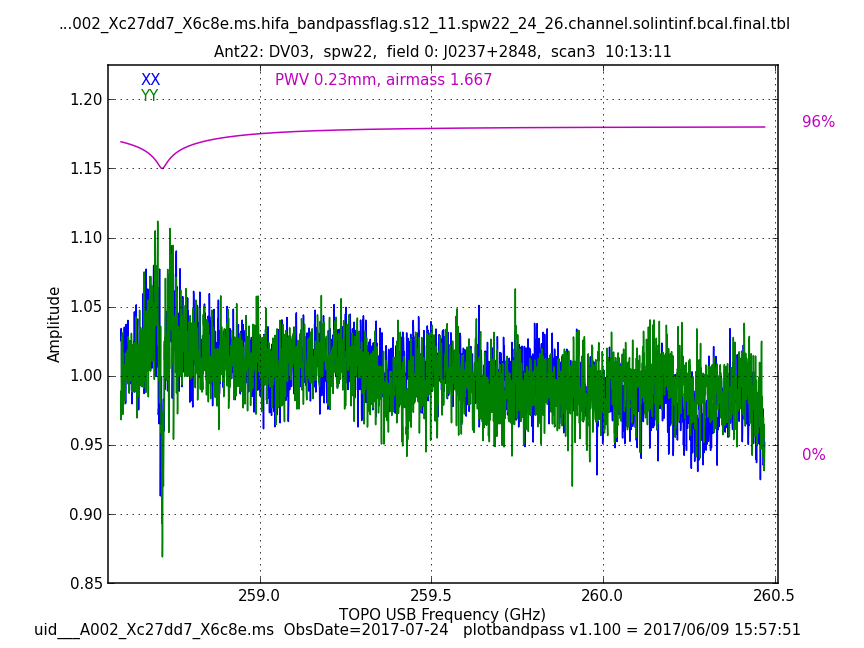 ...002_Xc27dd7_X6c8e.ms.hifa_bandpassflag.s12_11.spw22_24_26.channel.solintinf.bcal.final.tbl
Ant22: DV03,  spw22,  field 0: J0237+2848,  scan3  10:13:11
XX
PWV 0.23mm, airmass 1.667
YY
1.20
96%
1.15
1.10
1.05
Amplitude
1.00
0.95
0%
0.90
0.85
259.0
259.5
260.0
260.5
TOPO USB Frequency (GHz)
uid___A002_Xc27dd7_X6c8e.ms  ObsDate=2017-07-24   plotbandpass v1.100 = 2017/06/09 15:57:51